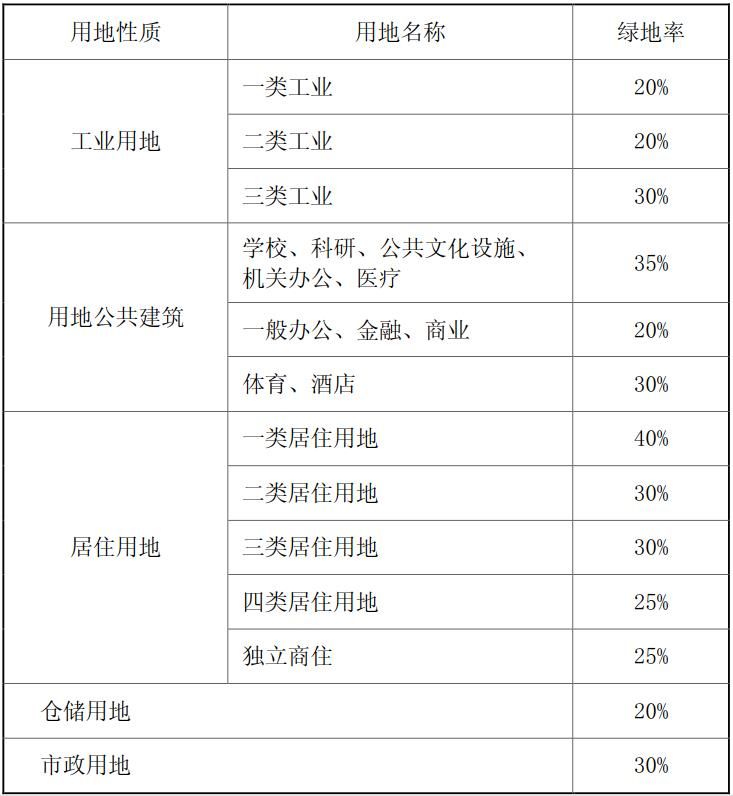 用地性质 用地名称 绿地率
工业用地
一类工业 20%
二类工业 20%
三类工业 30%
用地公共建筑
学校、科研、公共文化设施、
机关办公、医疗 35%
一般办公、金融、商业 20%
体育、酒店 30%
居住用地
一类居住用地 40%
二类居住用地 30%
三类居住用地 30%
四类居住用地 25%
独立商住 25%
仓储用地 20%
市政用地 30%